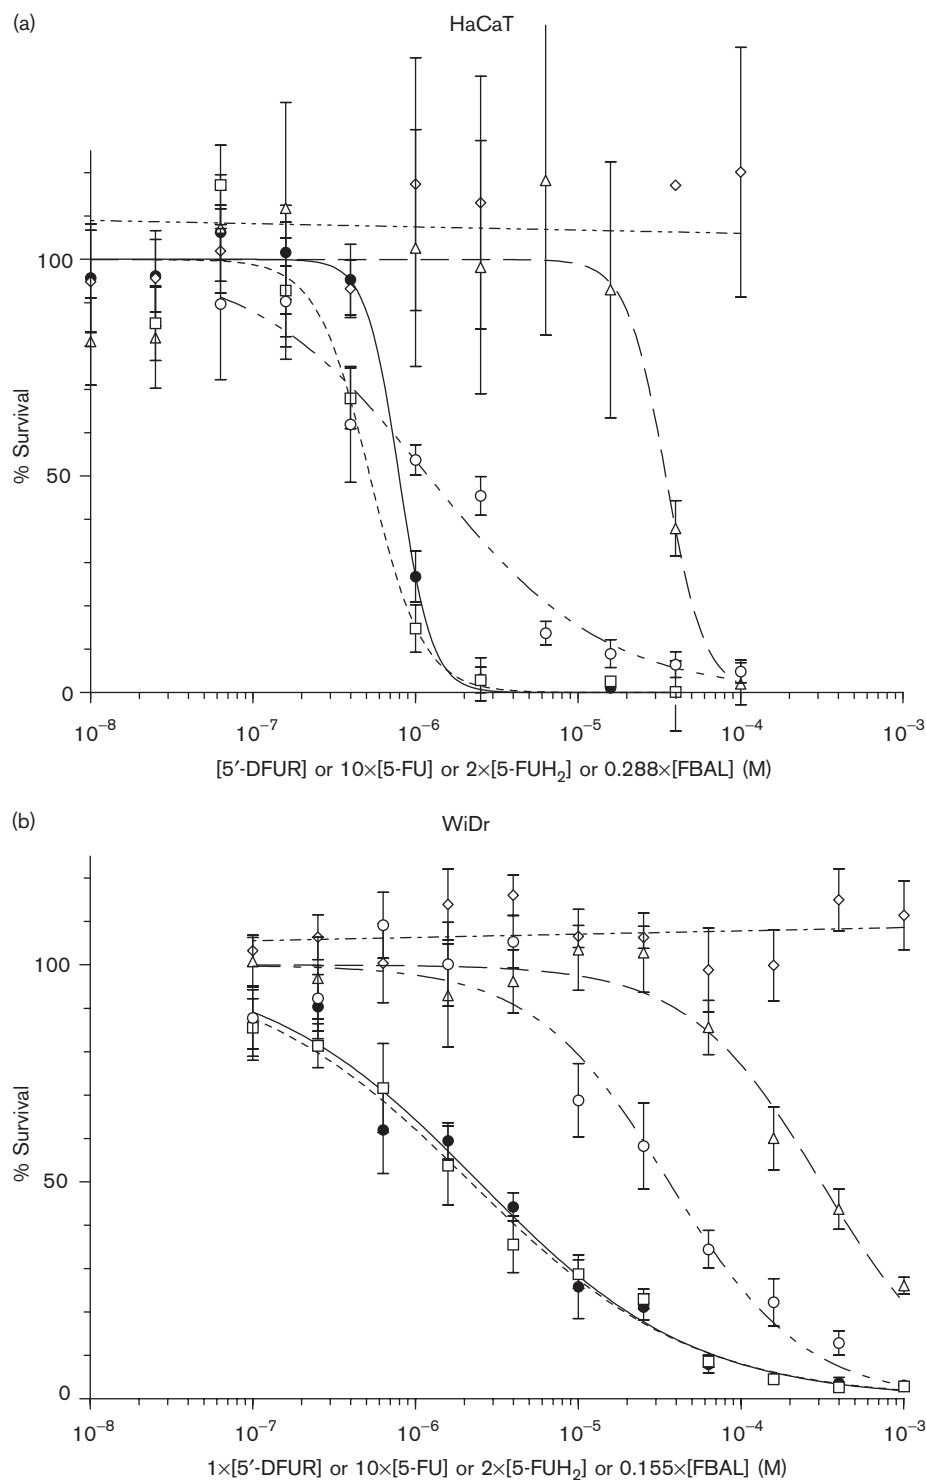 (a)
HaCaT
100
% Survival
50
0
10⁻⁸ 10⁻⁷ 10⁻⁶ 10⁻⁵ 10⁻⁴ 10⁻³
[5′-DFUR] or 10×[5-FU] or 2×[5-FUH₂] or 0.288×[FBAL] (M)
(b)
WiDr
100
% Survival
50
0
10⁻⁸ 10⁻⁷ 10⁻⁶ 10⁻⁵ 10⁻⁴ 10⁻³
1×[5′-DFUR] or 10×[5-FU] or 2×[5-FUH₂] or 0.155×[FBAL] (M)